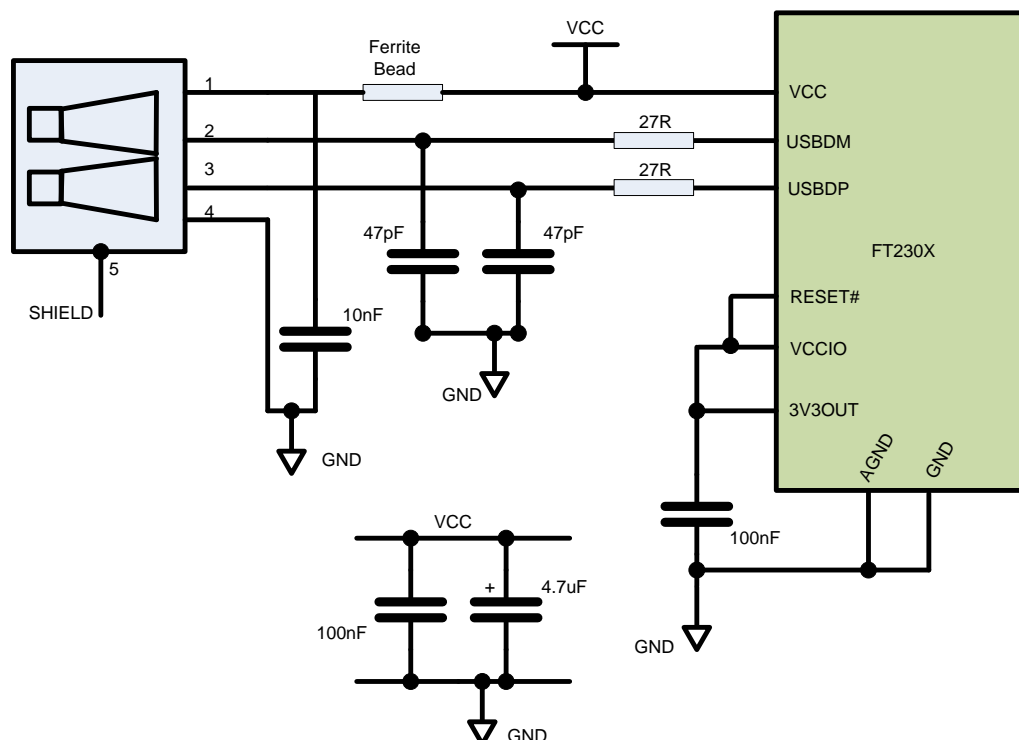 VCC
Ferrite
Bead
1
VCC
27R
2
USBDM
27R
3
USBDP
4
47pF
47pF
FT230X
5
SHIELD
RESET#
10nF
VCCIO
GND
3V3OUT
GND
AGND
GND
VCC
100nF
+
4.7uF
100nF
GND
GND